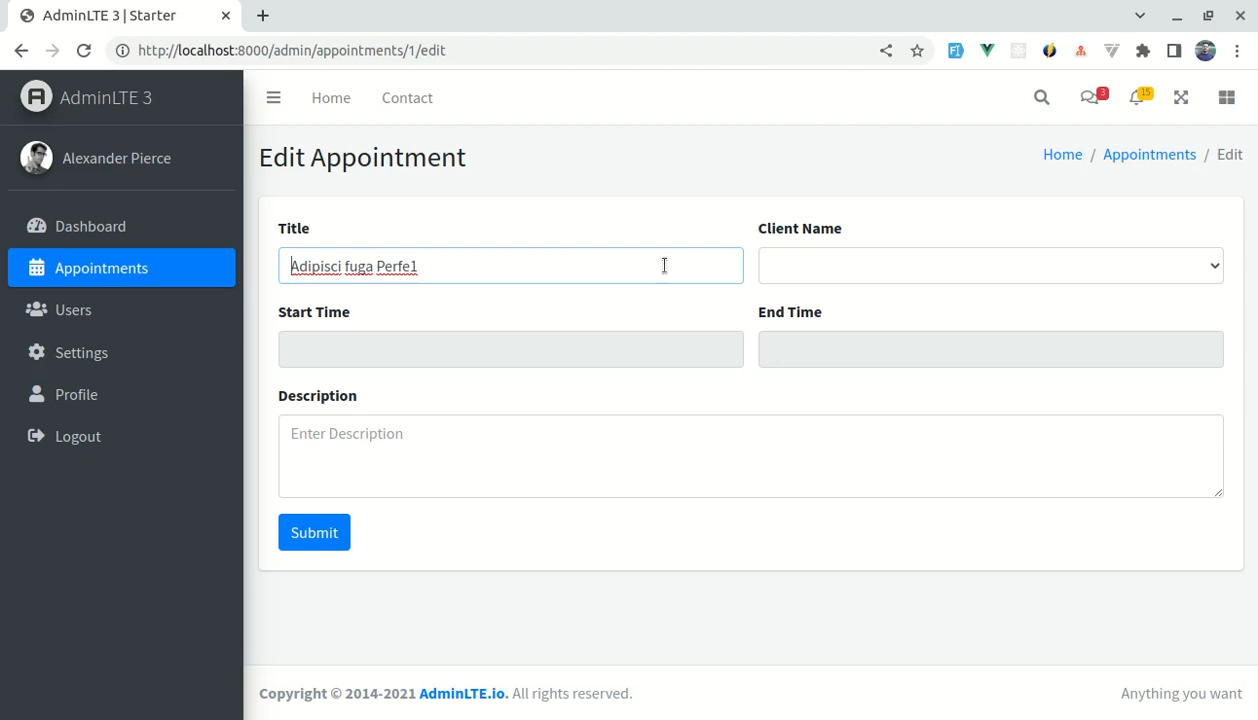 AdminLTE 3 | Starter
http://localhost:8000/admin/appointments/1/edit
AdminLTE 3
Home
Contact
3
15
Alexander Pierce
Edit Appointment
Home / Appointments / Edit
Dashboard
Appointments
Users
Settings
Profile
Logout
Title
Client Name
Adipisci fuga Perfe1
Start Time
End Time
Description
Enter Description
Submit
Copyright © 2014-2021 AdminLTE.io. All rights reserved.
Anything you want